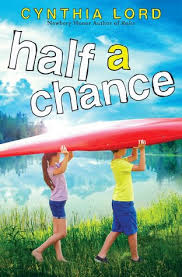 CYNTHIA LORD
Newbery Honor Author of Rules
half a
chance